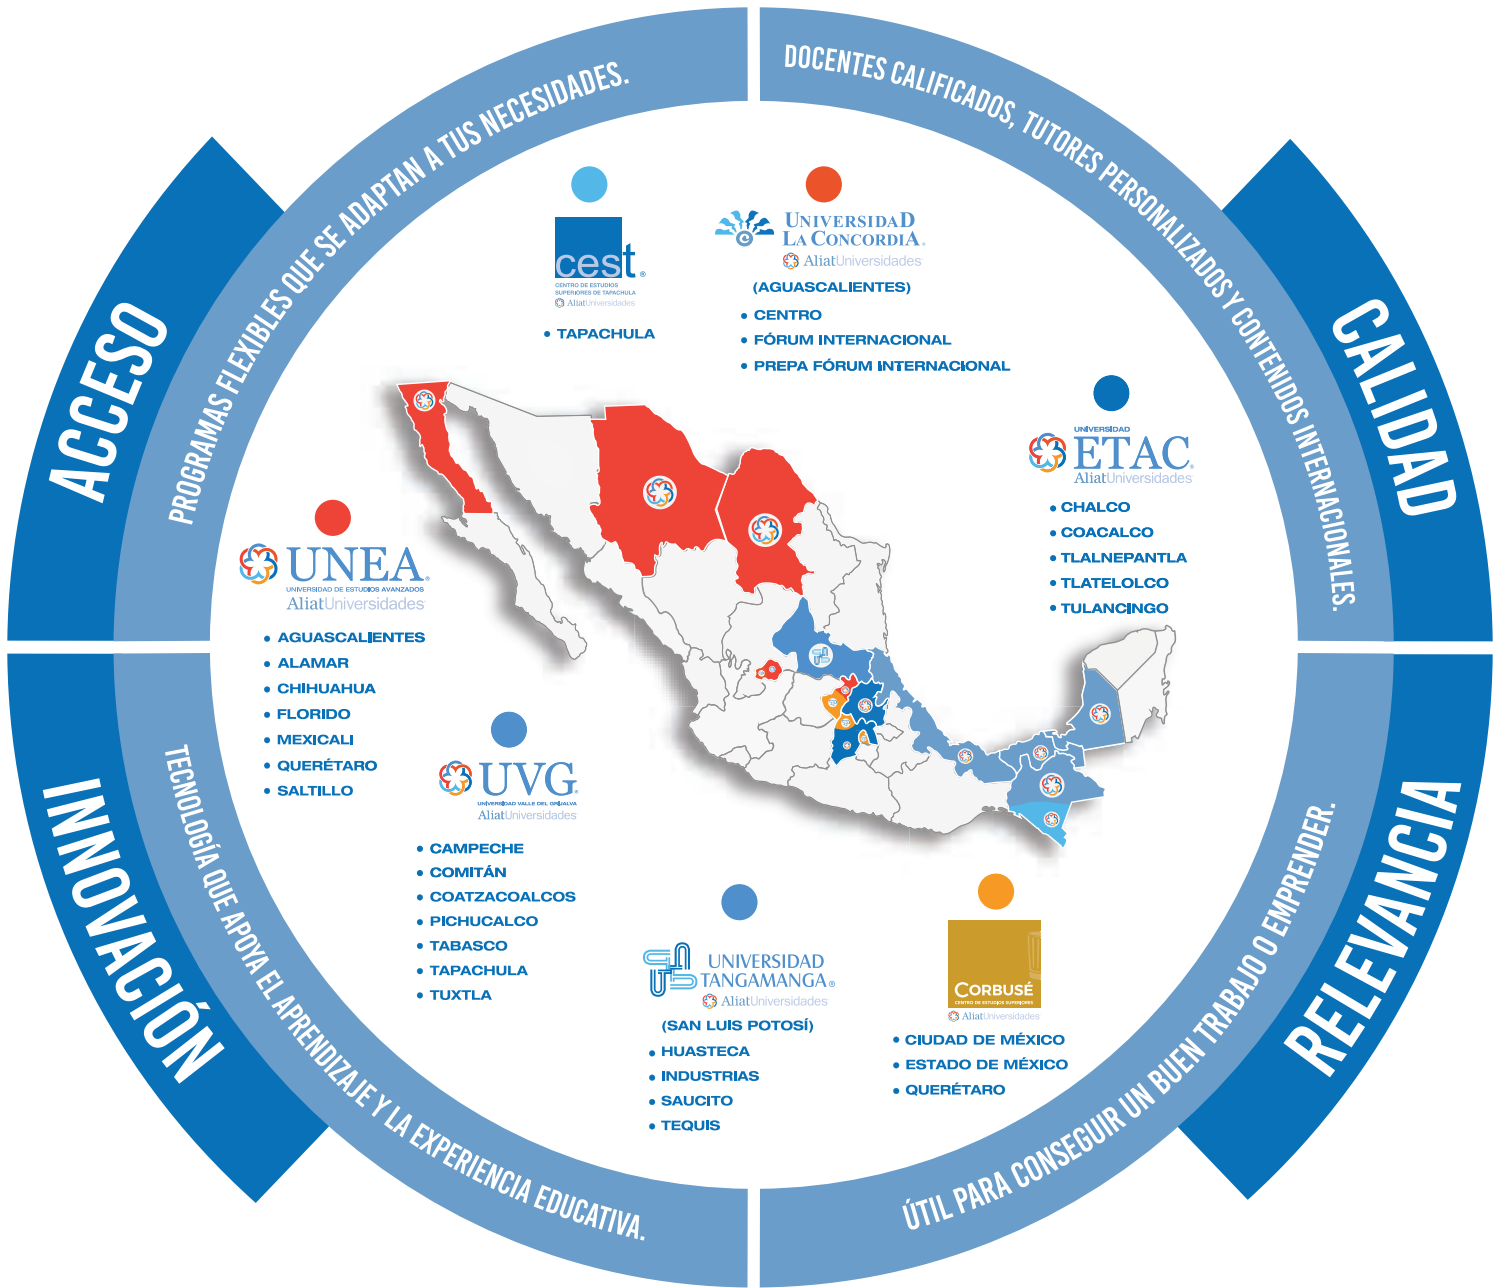 ACCESO
PROGRAMAS FLEXIBLES QUE SE ADAPTAN A TUS NECESIDADES.
DOCENTES CALIFICADOS, TUTORES PERSONALIZADOS Y CONTENIDOS INTERNACIONALES.
CALIDAD
cest®
CENTRO DE ESTUDIOS
SUPERIORES DE TAPACHULA
AliatUniversidades
• TAPACHULA
UNIVERSIDAD
LA CONCORDIA®
AliatUniversidades
(AGUASCALIENTES)
• CENTRO
• FÓRUM INTERNACIONAL
• PREPA FÓRUM INTERNACIONAL
UNIVERSIDAD
ETAC®
AliatUniversidades
• CHALCO
• COACALCO
• TLALNEPANTLA
• TLATELOLCO
• TULANCINGO
UNEA®
UNIVERSIDAD DE ESTUDIOS AVANZADOS
AliatUniversidades
• AGUASCALIENTES
• ALAMAR
• CHIHUAHUA
• FLORIDO
• MEXICALI
• QUERÉTARO
• SALTILLO
UVG®
UNIVERSIDAD VALLE DEL GRIJALVA
AliatUniversidades
• CAMPECHE
• COMITÁN
• COATZACOALCOS
• PICHUCALCO
• TABASCO
• TAPACHULA
• TUXTLA
UNIVERSIDAD
TANGAMANGA®
AliatUniversidades
(SAN LUIS POTOSÍ)
• HUASTECA
• INDUSTRIAS
• SAUCITO
• TEQUIS
CORBUSÉ
CENTRO DE ESTUDIOS SUPERIORES
AliatUniversidades
• CIUDAD DE MÉXICO
• ESTADO DE MÉXICO
• QUERÉTARO
INNOVACIÓN
TECNOLOGÍA QUE APOYA EL APRENDIZAJE Y LA EXPERIENCIA EDUCATIVA.
ÚTIL PARA CONSEGUIR UN BUEN TRABAJO O EMPRENDER.
RELEVANCIA